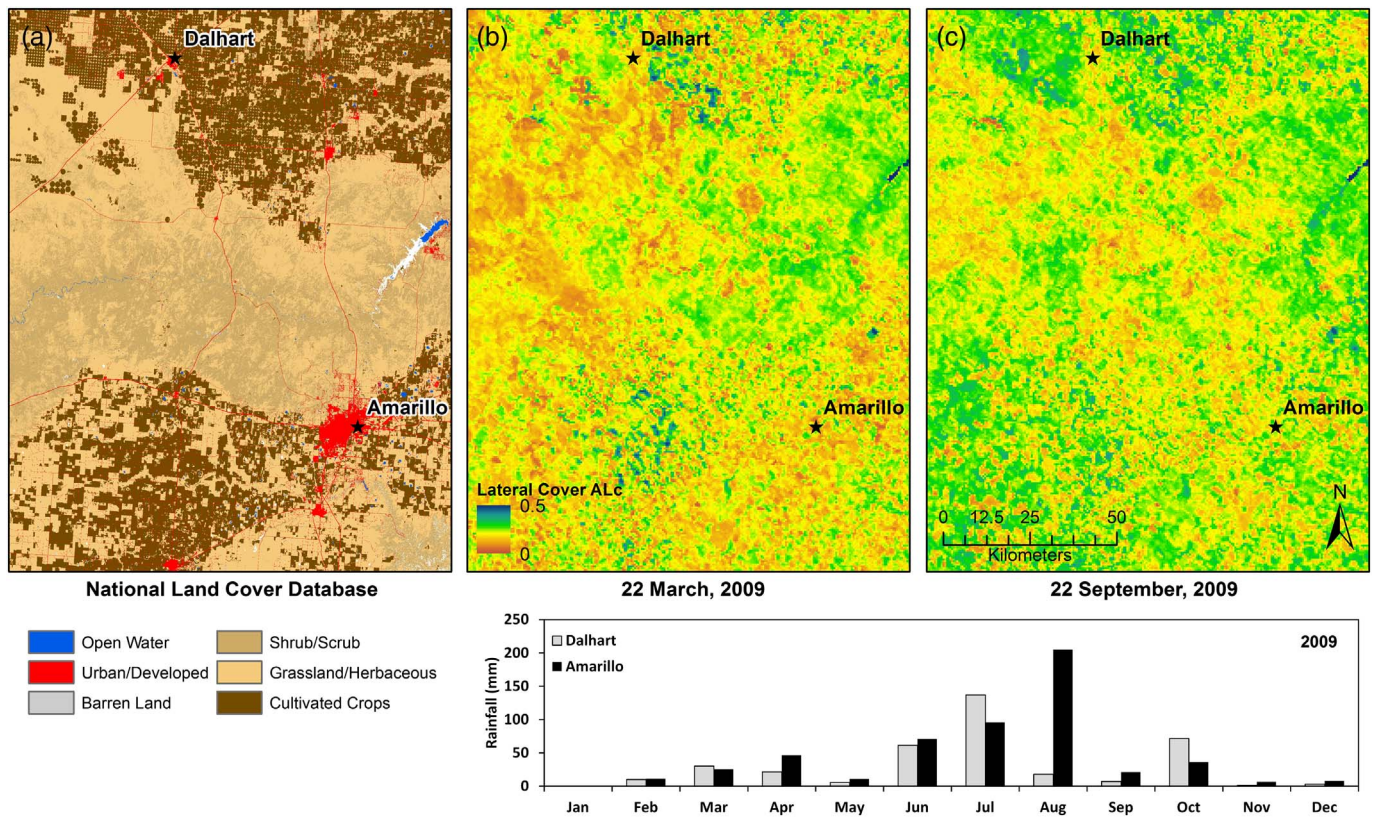 (a)
Dalhart
Amarillo
(b)
Dalhart
Amarillo
Lateral Cover ALc
0.5
0
(c)
Dalhart
Amarillo
N
0 12.5 25 50
Kilometers
National Land Cover Database
22 March, 2009
22 September, 2009
Open Water
Urban/Developed
Barren Land
Shrub/Scrub
Grassland/Herbaceous
Cultivated Crops
Rainfall (mm)
250
200
150
100
50
0
Dalhart
Amarillo
2009
Jan Feb Mar Apr May Jun Jul Aug Sep Oct Nov Dec